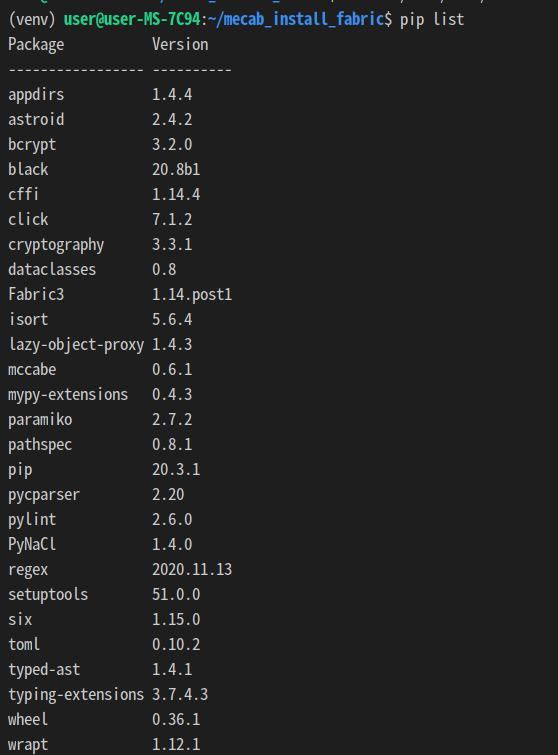 (venv) user@user-MS-7C94:~/mecab_install_fabric$ pip list
Package           Version
----------------- ----------
appdirs           1.4.4
astroid           2.4.2
bcrypt            3.2.0
black             20.8b1
cffi              1.14.4
click             7.1.2
cryptography      3.3.1
dataclasses       0.8
Fabric3           1.14.post1
isort             5.6.4
lazy-object-proxy 1.4.3
mccabe            0.6.1
mypy-extensions   0.4.3
paramiko          2.7.2
pathspec          0.8.1
pip               20.3.1
pycparser         2.20
pylint            2.6.0
PyNaCl            1.4.0
regex             2020.11.13
setuptools        51.0.0
six               1.15.0
toml              0.10.2
typed-ast         1.4.1
typing-extensions 3.7.4.3
wheel             0.36.1
wrapt             1.12.1